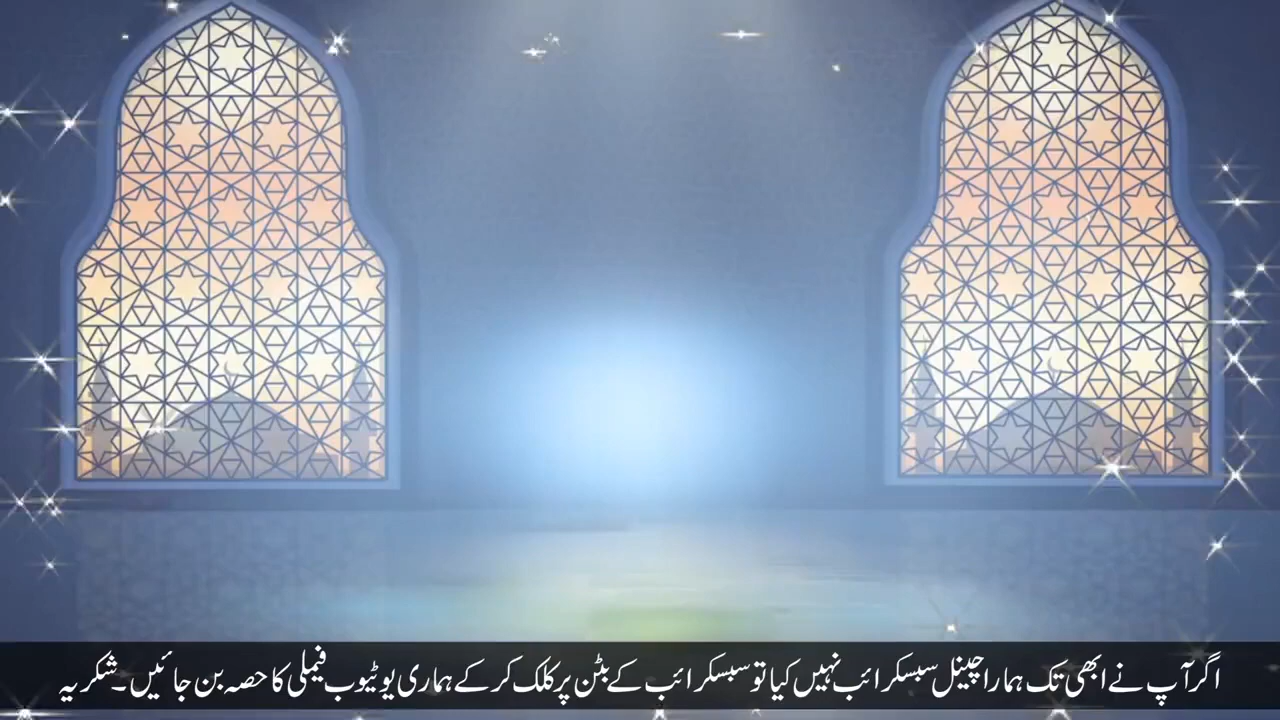 اگر آپ نے ابھی تک ہمارا چینل سبسکرائب نہیں کیا تو سبسکرائب کے بٹن پر کلک کر کے ہماری یوٹیوب فیملی کا حصہ بن جائیں۔ شکریہ